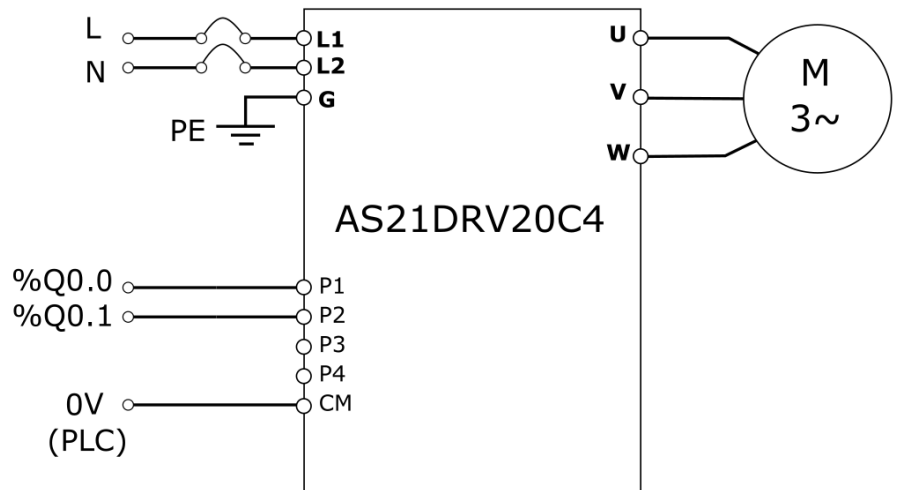 L
N
PE
L1
L2
G
U
V
W
M
3~
AS21DRV20C4
%Q0.0
%Q0.1
P1
P2
P3
P4
0V
(PLC)
CM